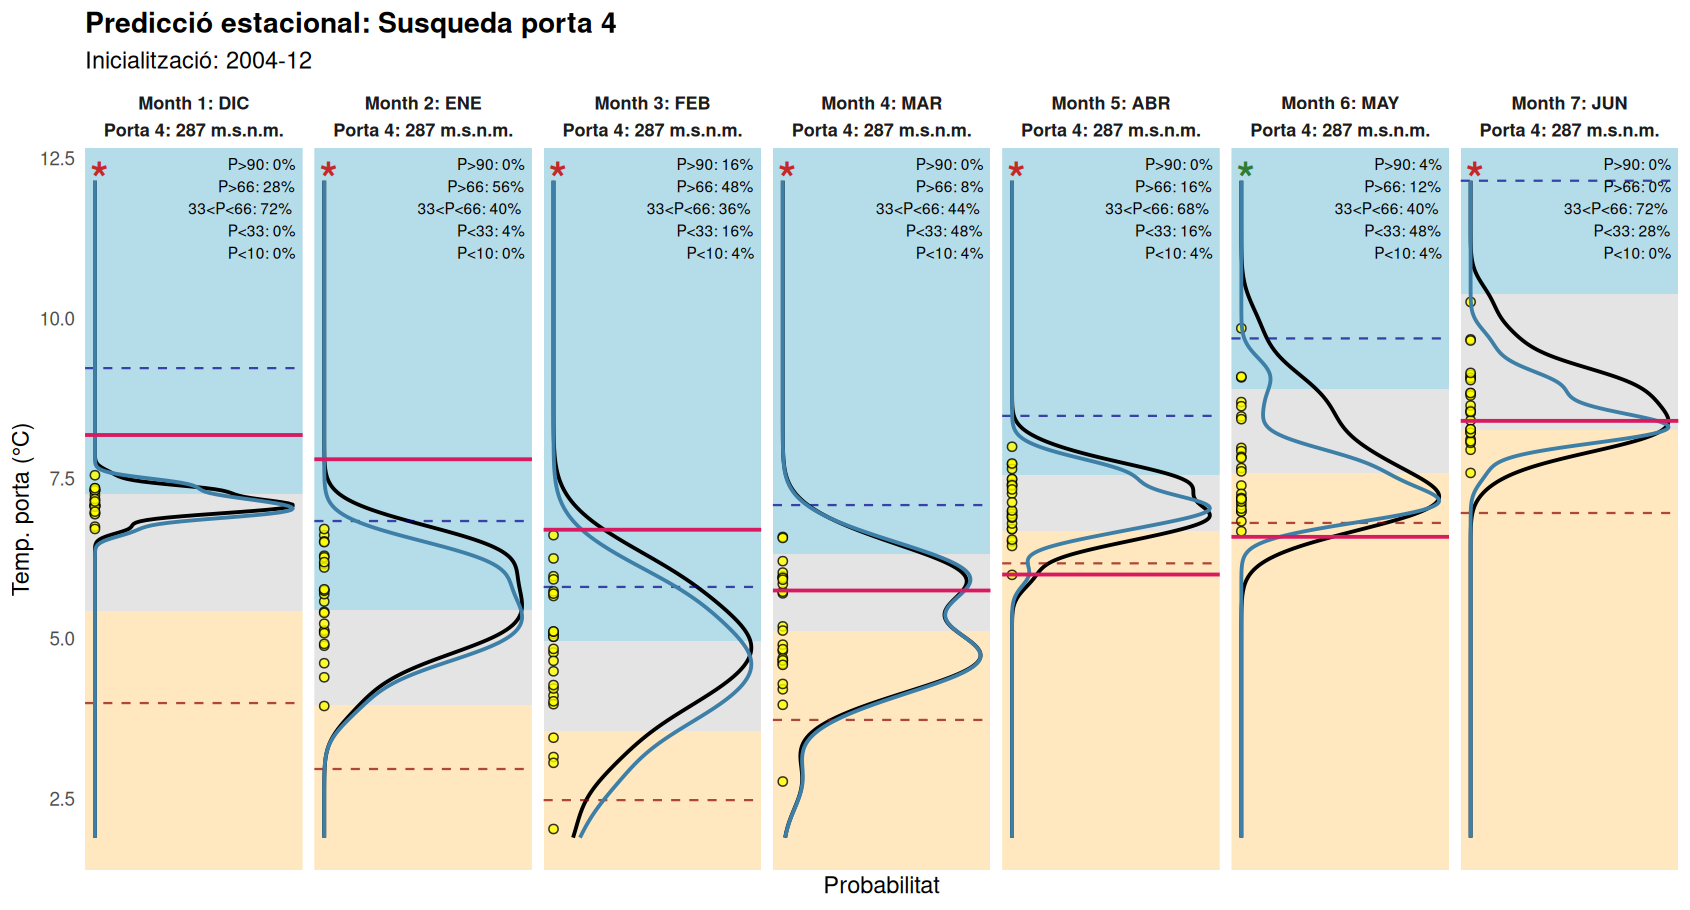 Predicció estacional: Susqueda porta 4
Inicialització: 2004-12
Month 1: DIC
Porta 4: 287 m.s.n.m.
Month 2: ENE
Porta 4: 287 m.s.n.m.
Month 3: FEB
Porta 4: 287 m.s.n.m.
Month 4: MAR
Porta 4: 287 m.s.n.m.
Month 5: ABR
Porta 4: 287 m.s.n.m.
Month 6: MAY
Porta 4: 287 m.s.n.m.
Month 7: JUN
Porta 4: 287 m.s.n.m.
Temp. porta (°C)
12.5
10.0
7.5
5.0
2.5
*
P>90: 0%
P>66: 28%
33<P<66: 72%
P<33: 0%
P<10: 0%
*
P>90: 0%
P>66: 56%
33<P<66: 40%
P<33: 4%
P<10: 0%
*
P>90: 16%
P>66: 48%
33<P<66: 36%
P<33: 16%
P<10: 4%
*
P>90: 0%
P>66: 8%
33<P<66: 44%
P<33: 48%
P<10: 4%
*
P>90: 0%
P>66: 16%
33<P<66: 68%
P<33: 16%
P<10: 4%
*
P>90: 4%
P>66: 12%
33<P<66: 40%
P<33: 48%
P<10: 4%
*
P>90: 0%
P>66: 0%
33<P<66: 72%
P<33: 28%
P<10: 0%
Probabilitat